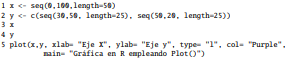 1 x <- seq(0,100,length=50)
2 y <- c(seq(30,50, length=25), seq(50,20, length=25))
3 x
4 y
5 plot(x,y, xlab= "Eje X", ylab= "Eje y", type= "l", col= "Purple",
main= "Gráfica en R empleando Plot()")